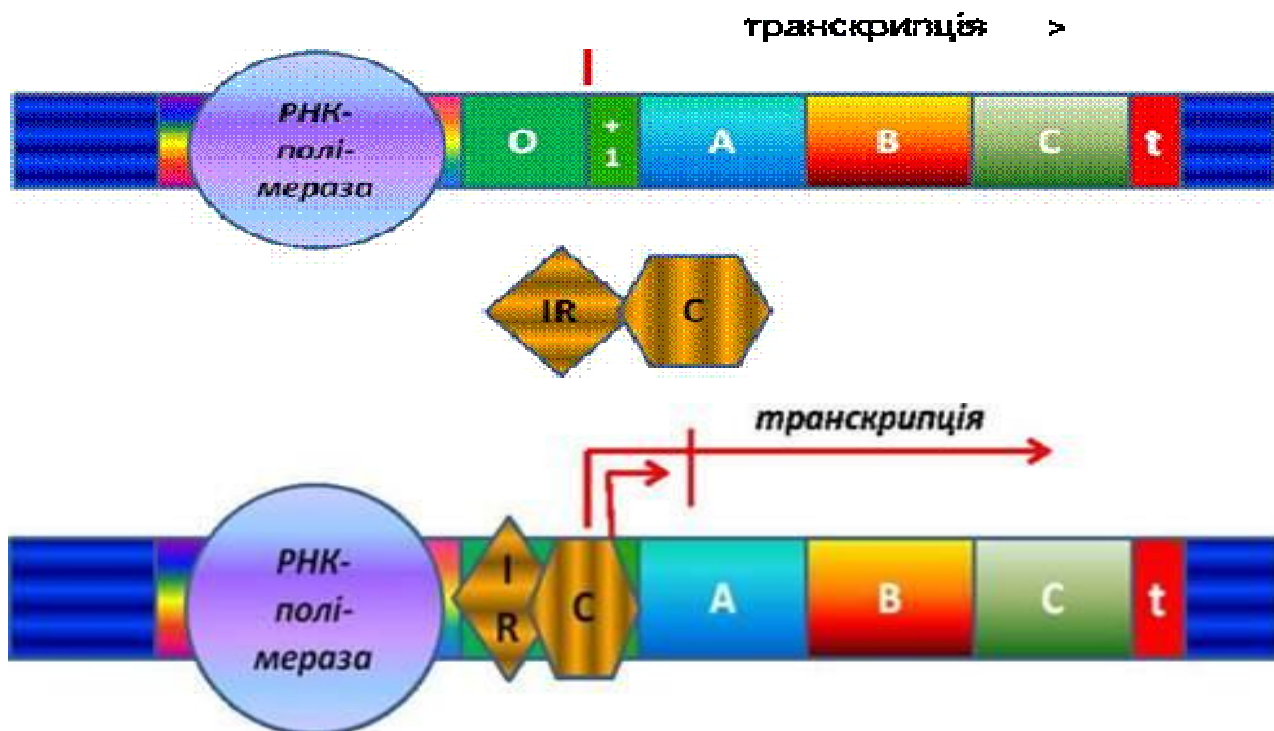 транскрипція >
РНК-
полі-
мераза
O
+
1
A
B
C
t
IR
C
транскрипція
РНК-
полі-
мераза
I
R
C
A
B
C
t